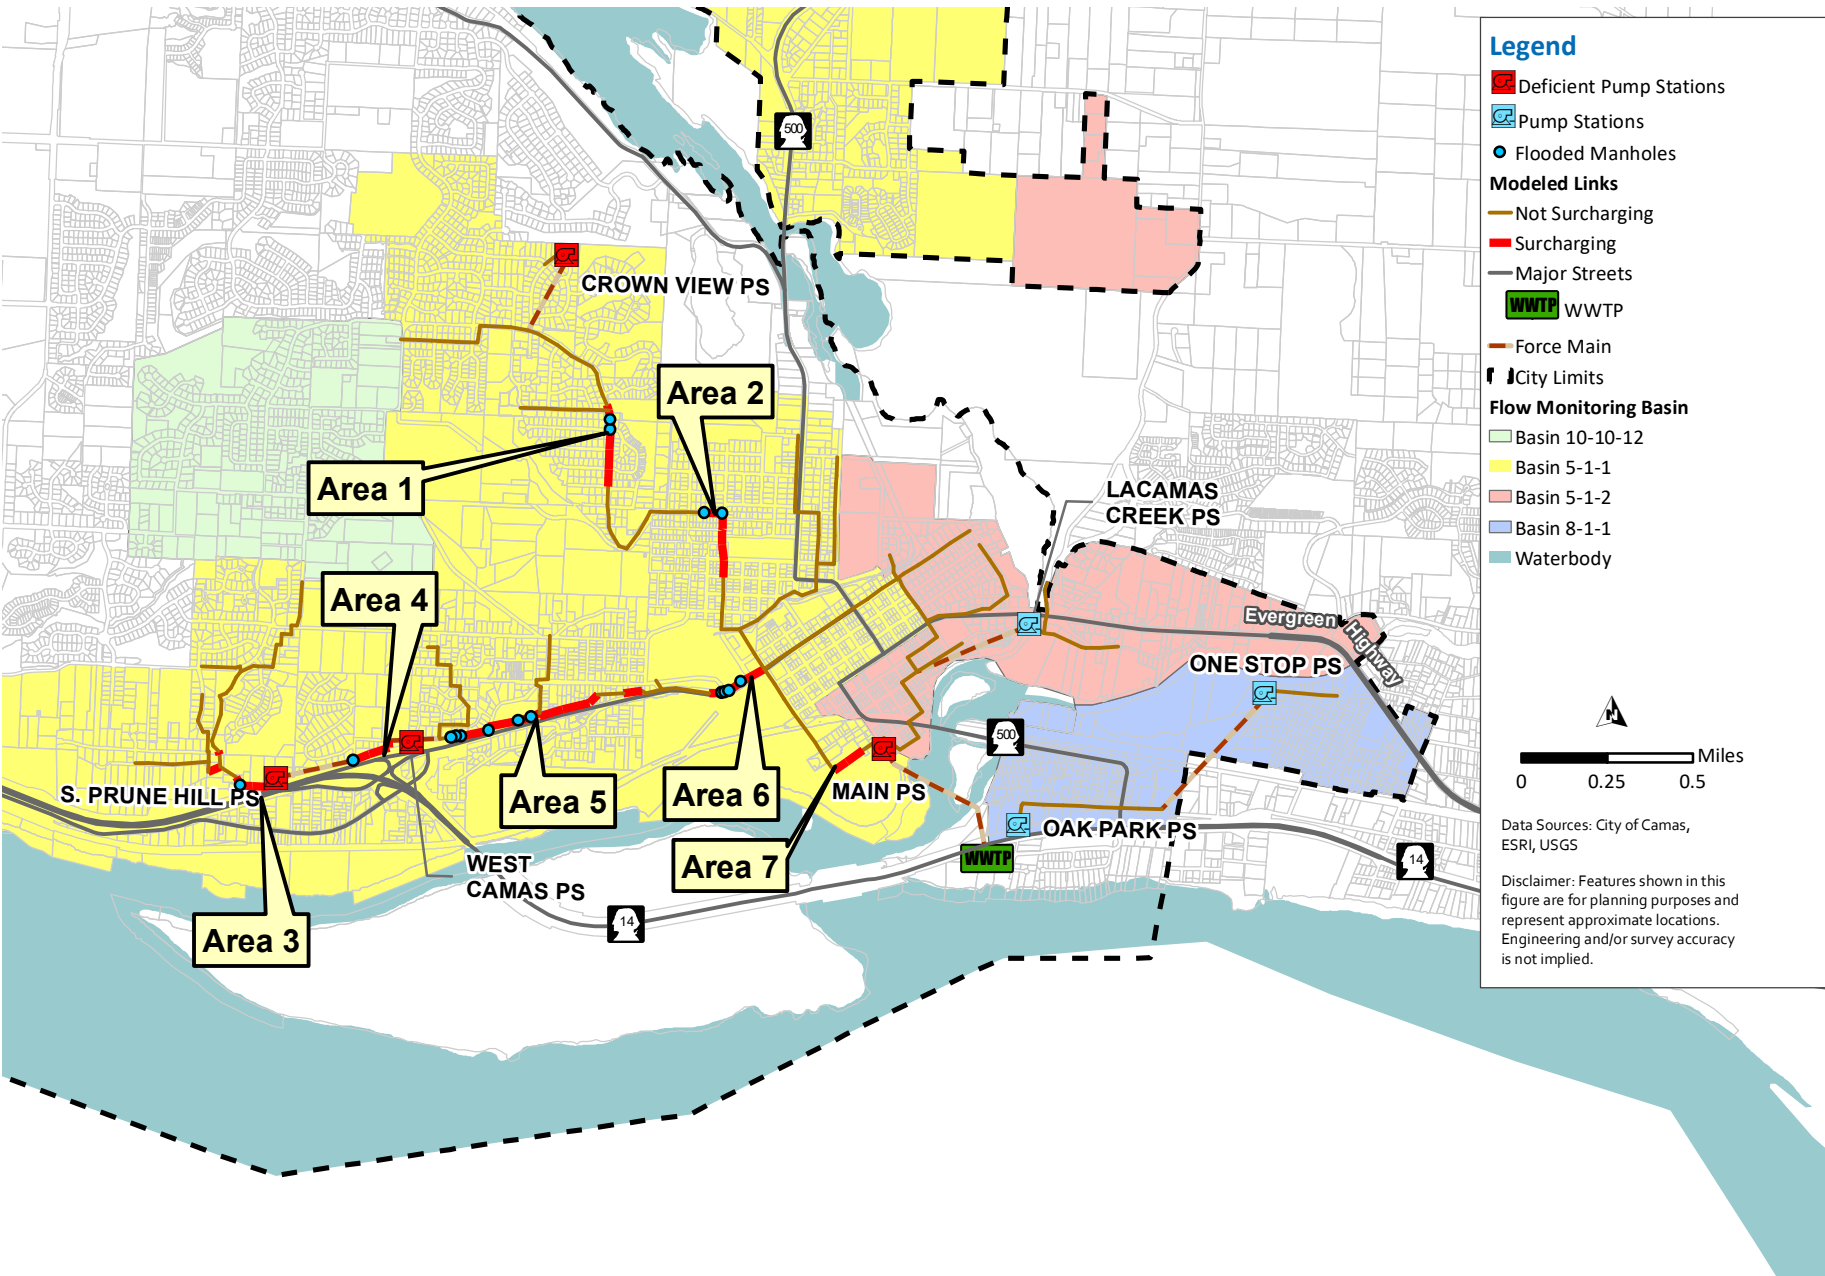 500
CROWN VIEW PS
Area 2
Area 1
LACAMAS
CREEK PS
Area 4
Evergreen
Highway
ONE STOP PS
500
S. PRUNE HILL PS
Area 5
Area 6
MAIN PS
OAK PARK PS
WWTP
14
Area 7
WEST
CAMAS PS
14
Area 3
Legend
Deficient Pump Stations
Pump Stations
Flooded Manholes
Modeled Links
Not Surcharging
Surcharging
Major Streets
WWTP WWTP
Force Main
City Limits
Flow Monitoring Basin
Basin 10-10-12
Basin 5-1-1
Basin 5-1-2
Basin 8-1-1
Waterbody
N
Miles
0 0.25 0.5
Data Sources: City of Camas,
ESRI, USGS
Disclaimer: Features shown in this
figure are for planning purposes and
represent approximate locations.
Engineering and/or survey accuracy
is not implied.